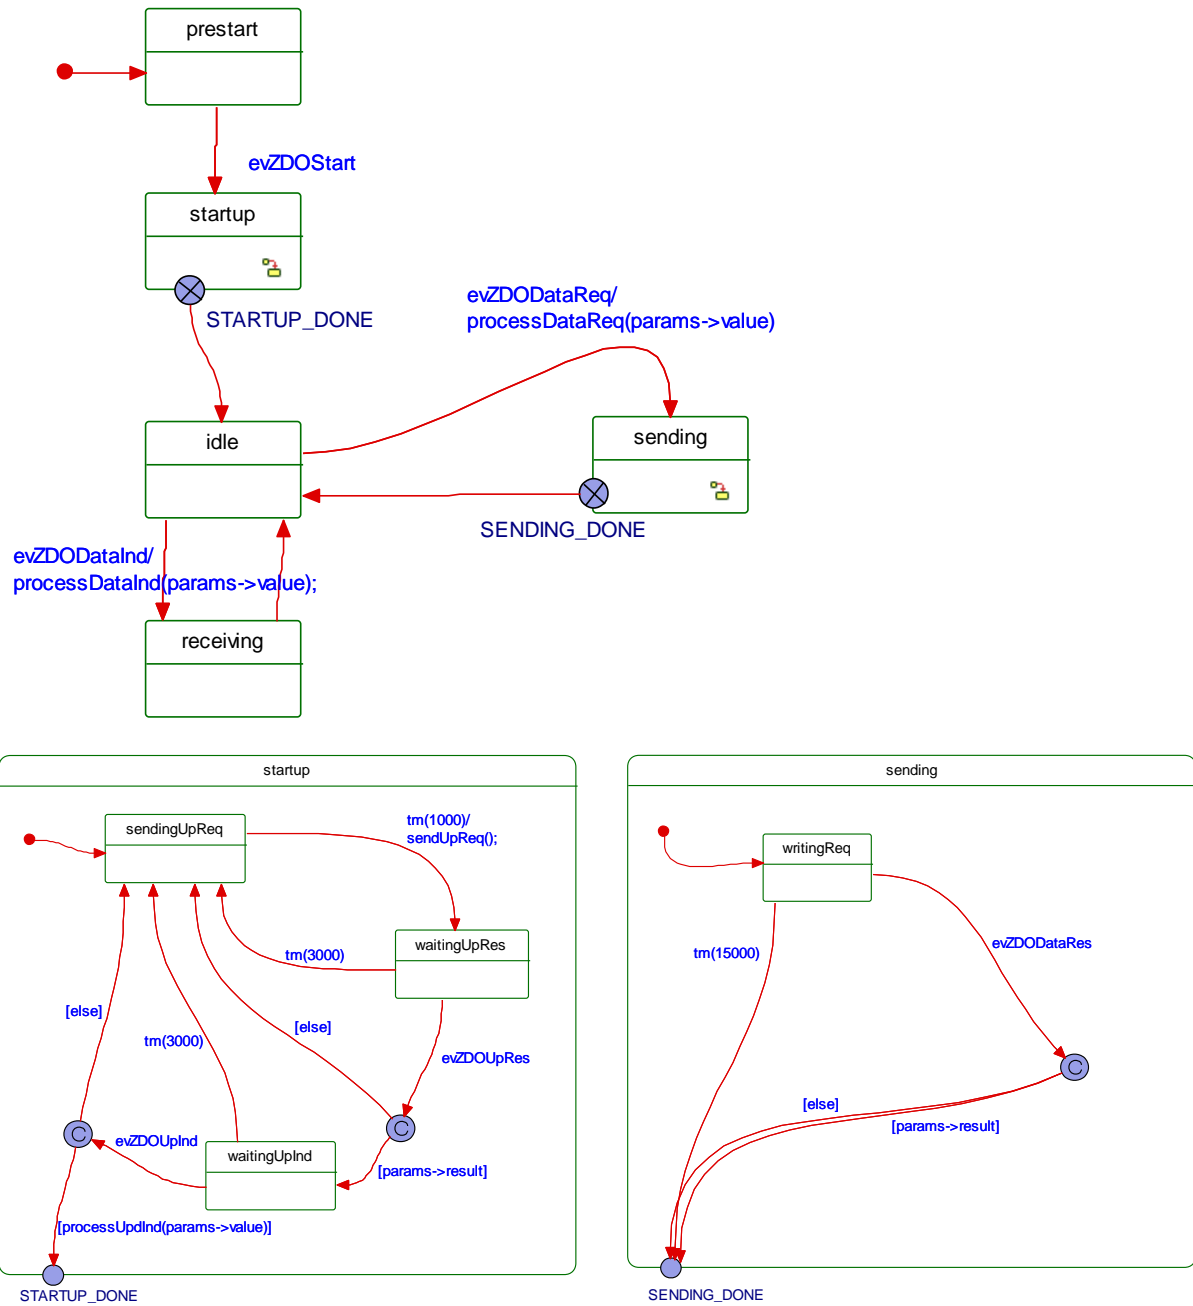 prestart
evZDOStart
startup
STARTUP_DONE
evZDODataReq/
processDataReq(params->value)
idle
sending
SENDING_DONE
evZDODataInd/
processDataInd(params->value);
receiving
startup
sendingUpReq
tm(1000)/
sendUpReq();
waitingUpRes
tm(3000)
[else]
[else]
tm(3000)
evZDOUpRes
C
C
evZDOUpInd
waitingUpInd
[params->result]
[processUpdInd(params->value)]
STARTUP_DONE
sending
writingReq
evZDODataRes
tm(15000)
C
[else]
[params->result]
SENDING_DONE